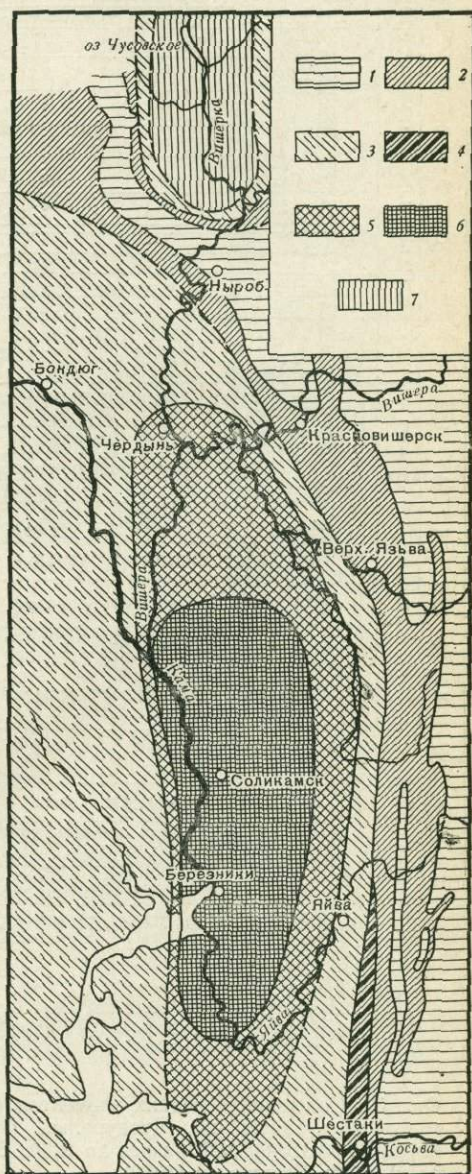 оз Чусовское
Вишерка
1
2
3
4
5
6
7
Ныроб
Бондюг
Вишера
Чердынь
Красновишерск
Верх. Язьва
Вишера
Кама
Соликамск
Березники
Яйва
Яйва
Шестаки
Косьва